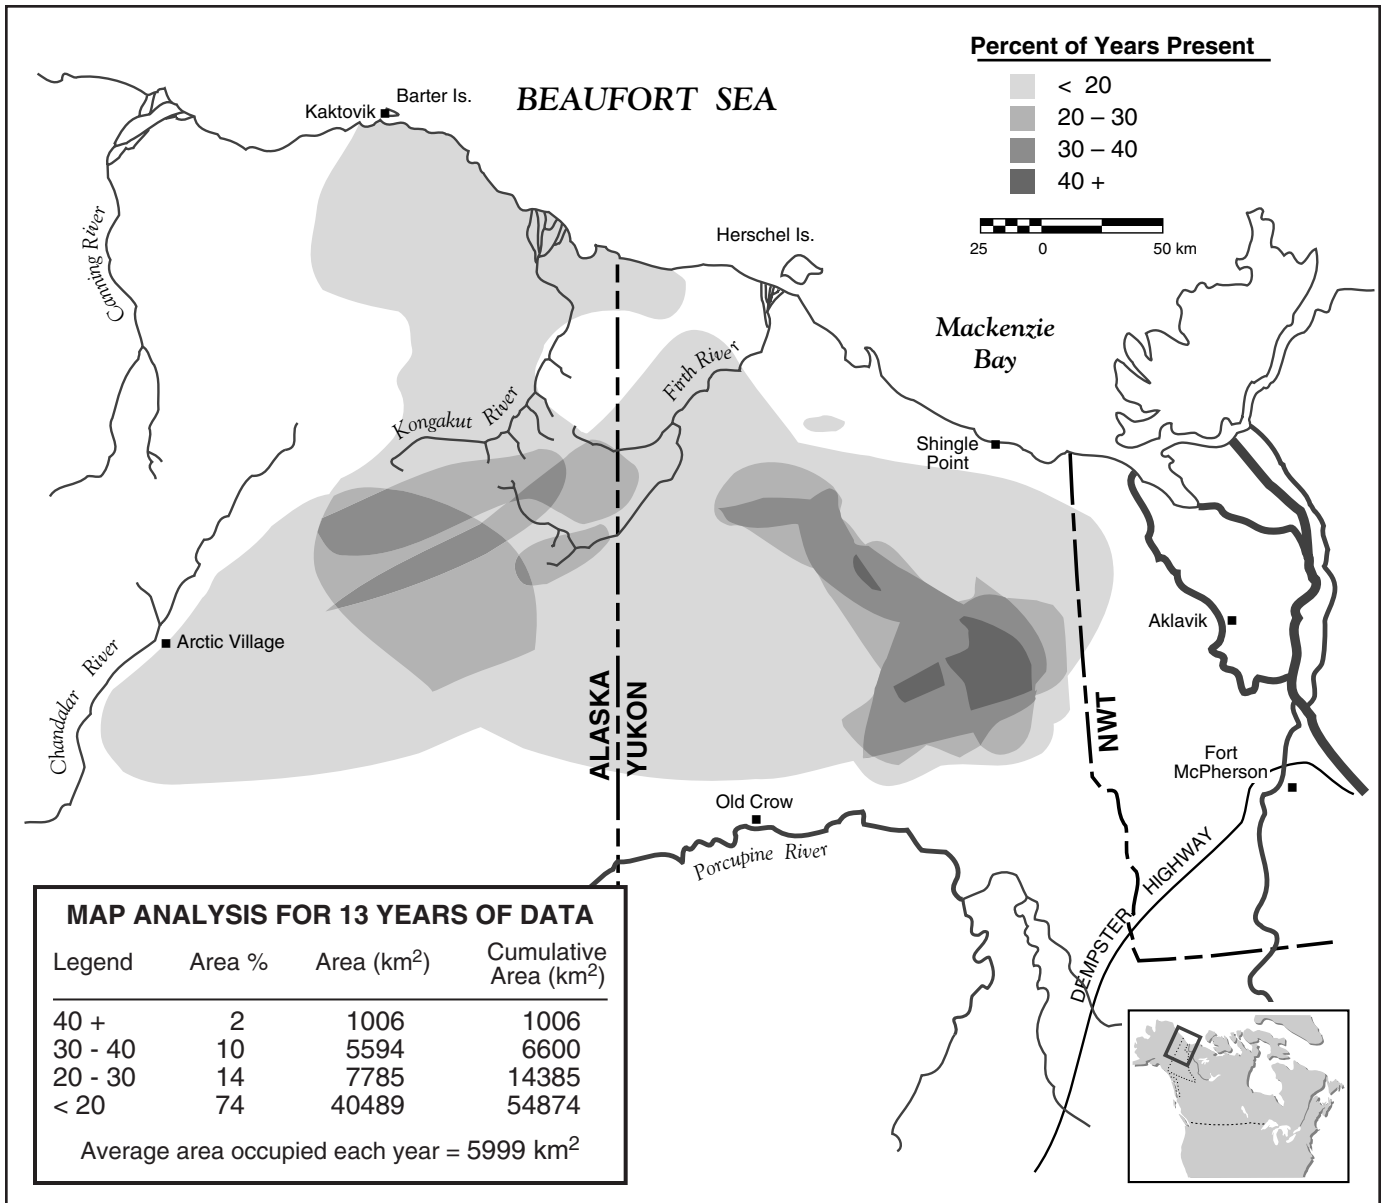 Percent of Years Present
< 20
20 – 30
30 – 40
40 +
25 0 50 km
BEAUFORT SEA
Barter Is.
Kaktovik
Canning River
Herschel Is.
Mackenzie
Bay
Firth River
Kongakut River
Shingle
Point
Aklavik
Arctic Village
Chandalar River
ALASKA
YUKON
NWT
Fort
McPherson
Old Crow
Porcupine River
DEMPSTER HIGHWAY
MAP ANALYSIS FOR 13 YEARS OF DATA
Legend Area % Area (km²) Cumulative Area (km²)
40 + 2 1006 1006
30 - 40 10 5594 6600
20 - 30 14 7785 14385
< 20 74 40489 54874
Average area occupied each year = 5999 km²